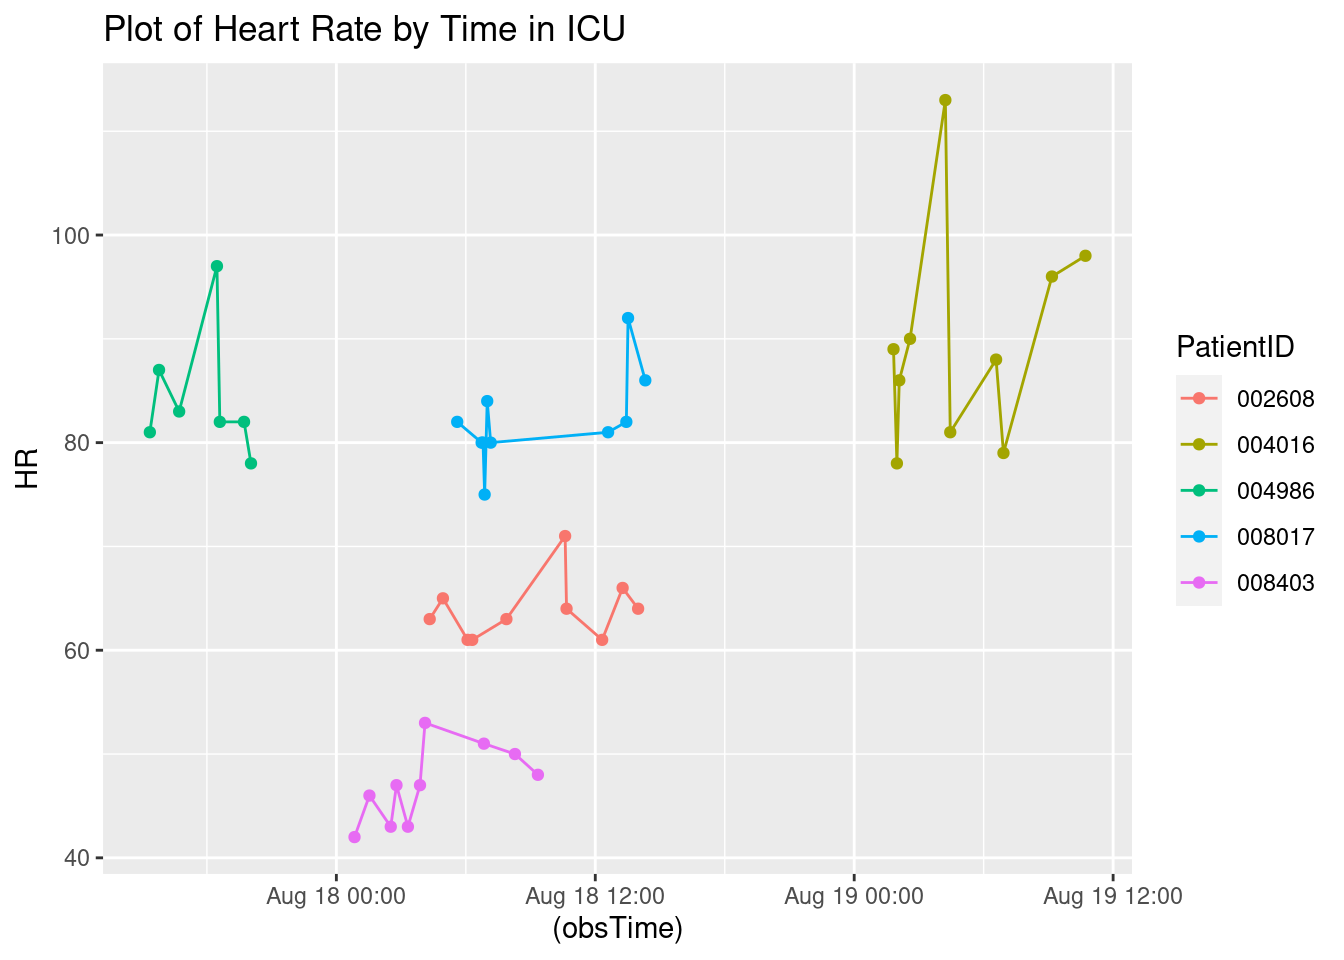 Plot of Heart Rate by Time in ICU
HR
100
80
60
40
Aug 18 00:00 Aug 18 12:00 Aug 19 00:00 Aug 19 12:00
(obsTime)
PatientID
002608
004016
004986
008017
008403